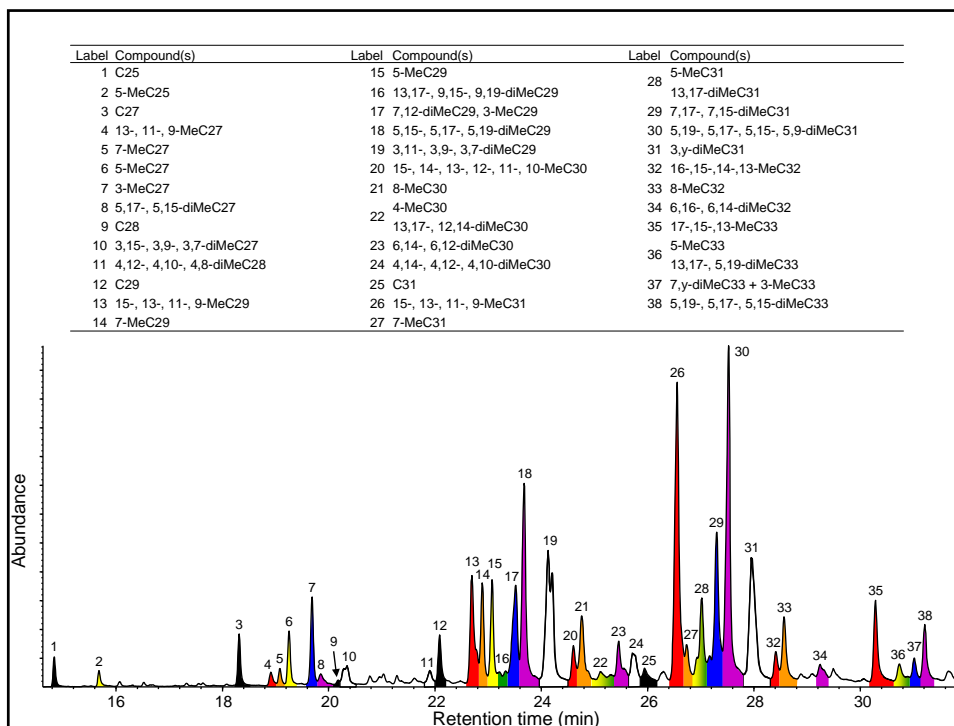 Label Compound(s) Label Compound(s) Label Compound(s)
1 C25 15 5-MeC29 28 5-MeC31
2 5-MeC25 16 13,17-, 9,15-, 9,19-diMeC29 13,17-diMeC31
3 C27 17 7,12-diMeC29, 3-MeC29 29 7,17-, 7,15-diMeC31
4 13-, 11-, 9-MeC27 18 5,15-, 5,17-, 5,19-diMeC29 30 5,19-, 5,17-, 5,15-, 5,9-diMeC31
5 7-MeC27 19 3,11-, 3,9-, 3,7-diMeC29 31 3,y-diMeC31
6 5-MeC27 20 15-, 14-, 13-, 12-, 11-, 10-MeC30 32 16-,15-,14-,13-MeC32
7 3-MeC27 21 8-MeC30 33 8-MeC32
8 5,17-, 5,15-diMeC27 22 4-MeC30 34 6,16-, 6,14-diMeC32
9 C28 13,17-, 12,14-diMeC30 35 17-,15-,13-MeC33
10 3,15-, 3,9-, 3,7-diMeC27 23 6,14-, 6,12-diMeC30 36 5-MeC33
11 4,12-, 4,10-, 4,8-diMeC28 24 4,14-, 4,12-, 4,10-diMeC30 13,17-, 5,19-diMeC33
12 C29 25 C31 37 7,y-diMeC33 + 3-MeC33
13 15-, 13-, 11-, 9-MeC29 26 15-, 13-, 11-, 9-MeC31 38 5,19-, 5,17-, 5,15-diMeC33
14 7-MeC29 27 7-MeC31
Abundance
1 2 3 4 5 6 7 8 9 10 11 12 13 14 15 16 17 18 19 20 21 22 23 24 25 26 27 28 29 30 31 32 33 34 35 36 37 38
16 18 20 22 24 26 28 30
Retention time (min)